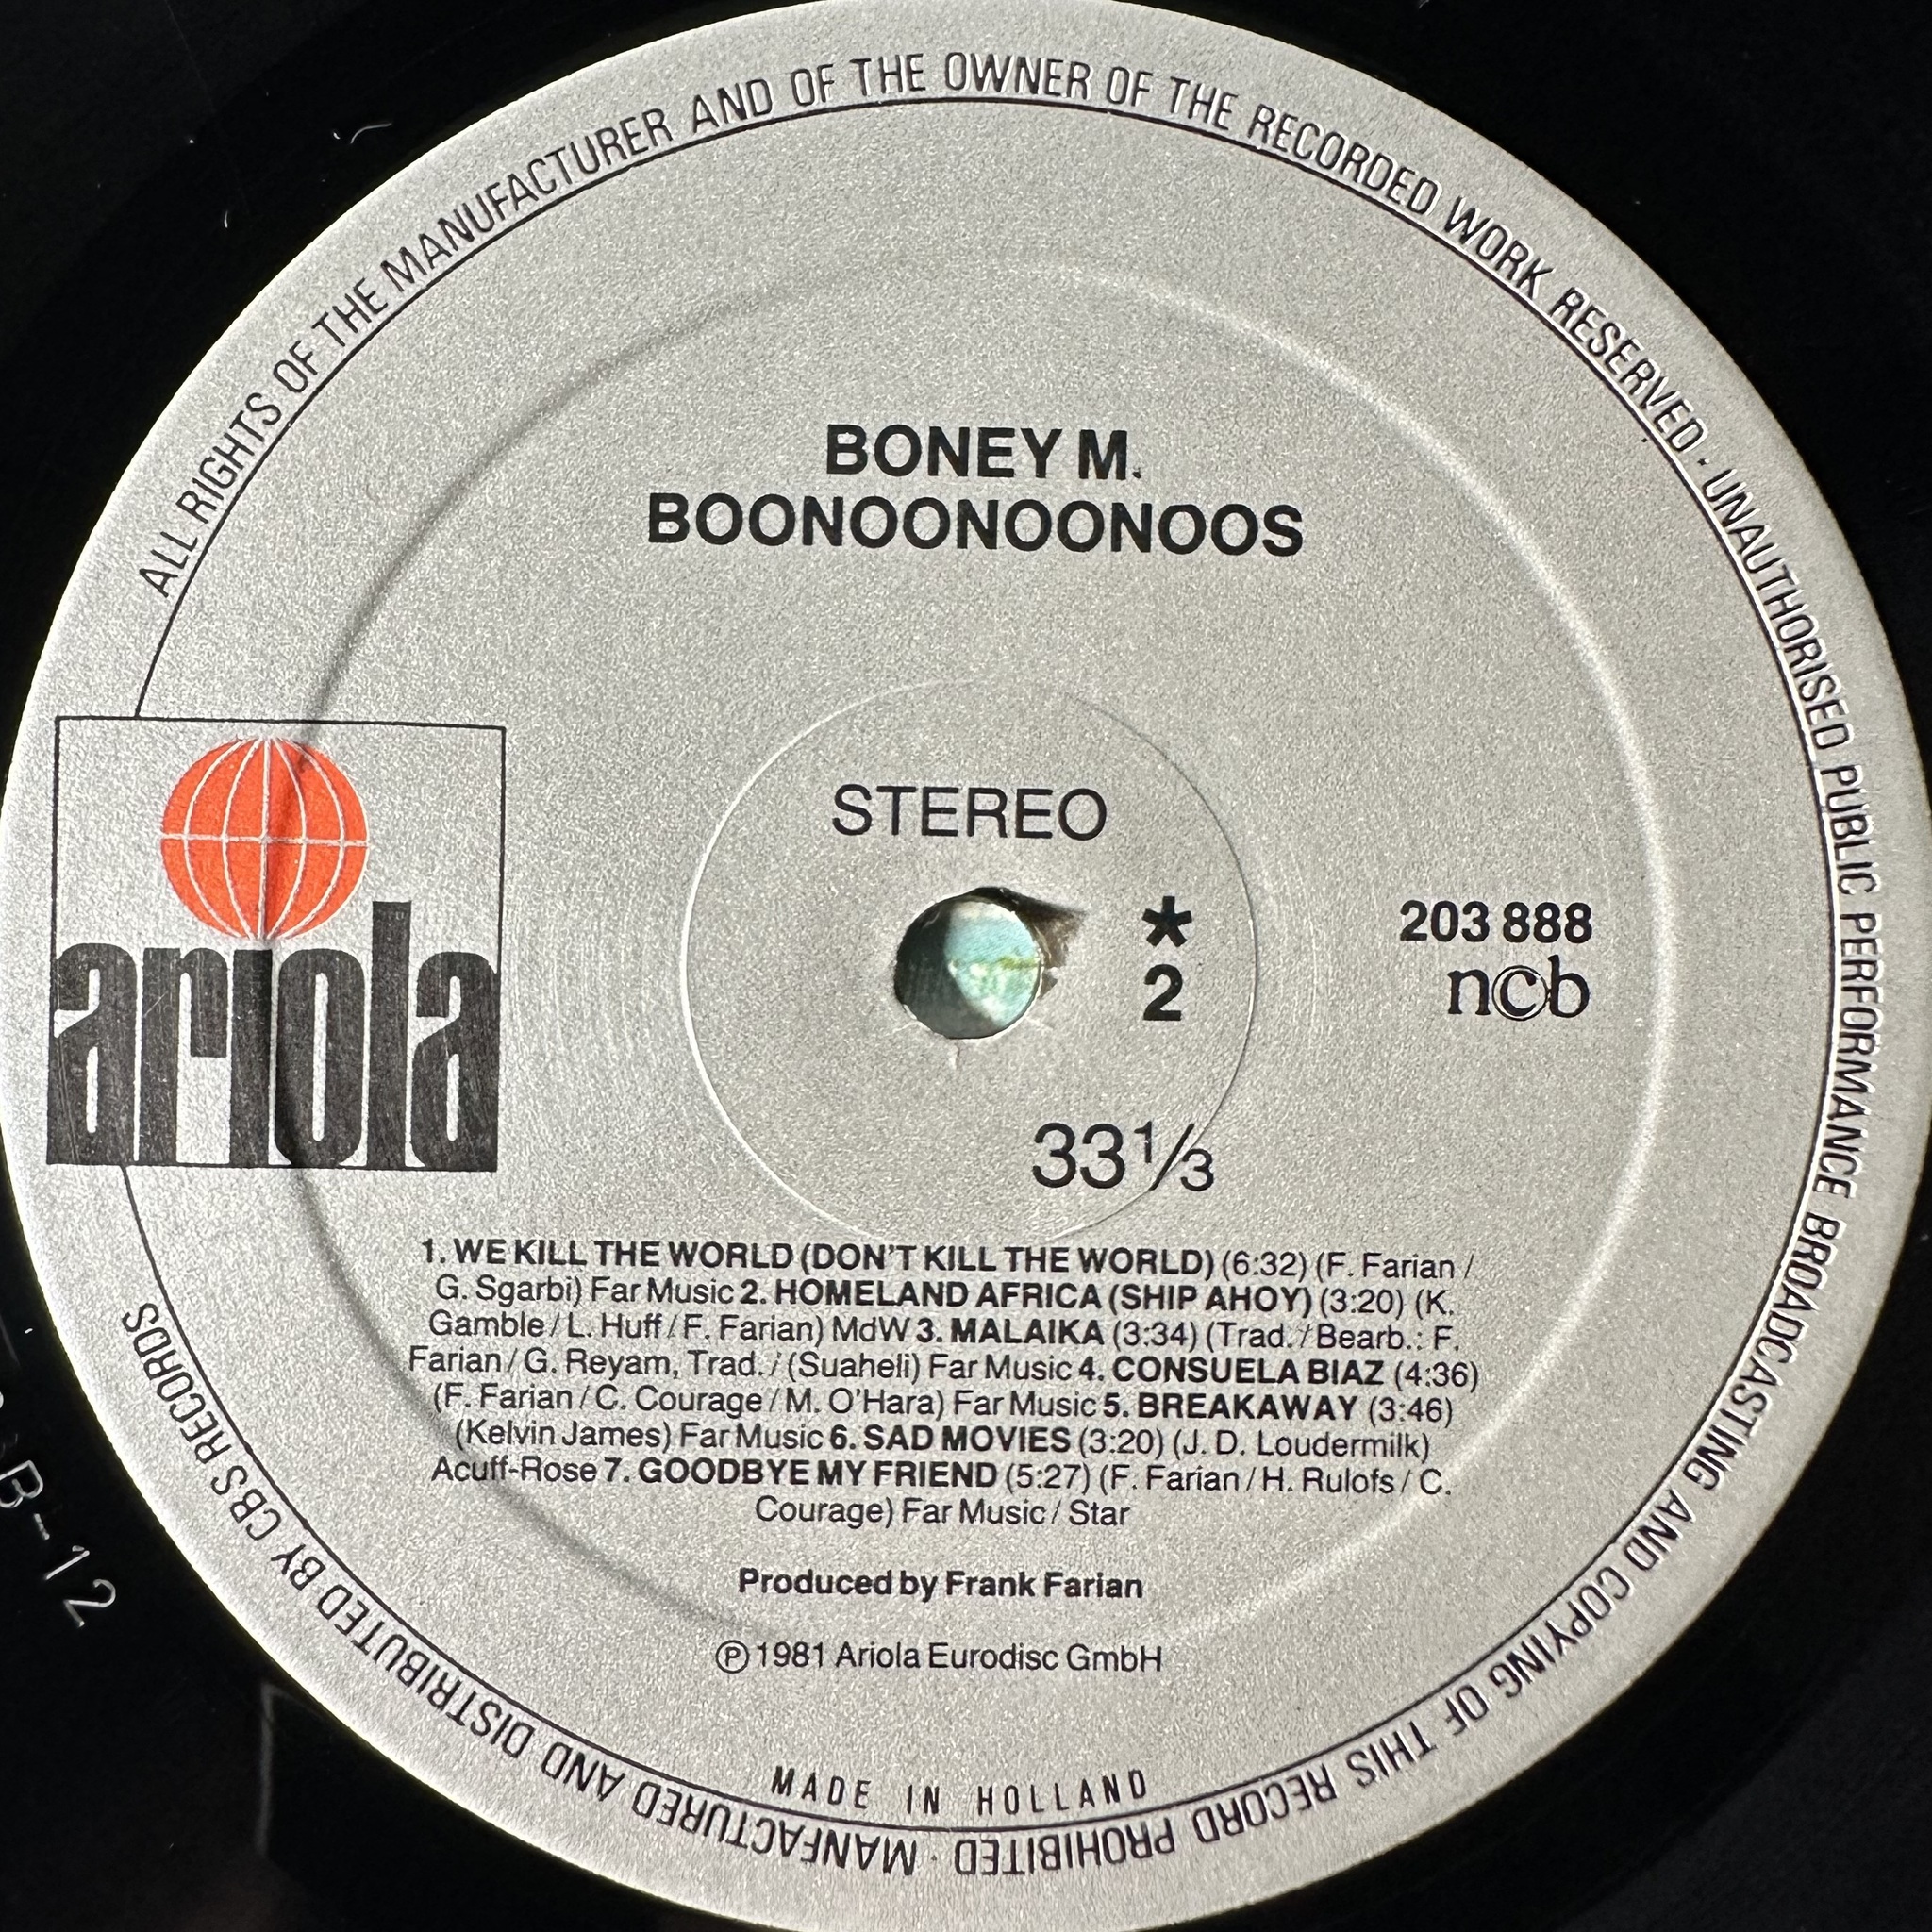 ALL RIGHTS OF THE MANUFACTURER AND OF THE OWNER OF THE RECORDED WORK RESERVED · UNAUTHORISED PUBLIC PERFORMANCE BROADCASTING AND COPYING OF THIS RECORD PROHIBITED · MANFACTURED AND DISTRIBUTED BY CBS RECORDS
BONEY M.
BOONOONOONOOS
ariola
STEREO
*
2
203 888
ncb
33 1/3
1. WE KILL THE WORLD (DON'T KILL THE WORLD) (6:32) (F. Farian /
G. Sgarbi) Far Music 2. HOMELAND AFRICA (SHIP AHOY) (3:20) (K.
Gamble / L. Huff / F. Farian) MdW 3. MALAIKA (3:34) (Trad. / Bearb.: F.
Farian / G. Reyam, Trad. / (Suaheli) Far Music 4. CONSUELA BIAZ (4:36)
(F. Farian / C. Courage / M. O'Hara) Far Music 5. BREAKAWAY (3:46)
(Kelvin James) Far Music 6. SAD MOVIES (3:20) (J. D. Loudermilk)
Acuff-Rose 7. GOODBYE MY FRIEND (5:27) (F. Farian / H. Rulofs / C.
Courage) Far Music / Star
Produced by Frank Farian
℗ 1981 Ariola Eurodisc GmbH
MADE IN HOLLAND
B-12